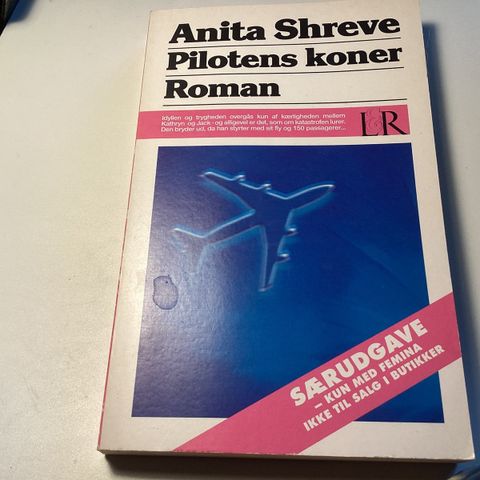 Anita Shreve
Pilotens koner
Roman
Idyllen og trygheden overgås kun af kærligheden mellem
Kathryn og Jack - og alligevel er det, som om katastrofen lurer.
Den bryder ud, da han styrter med sit fly og 150 passagerer...
L&R
SÆRUDGAVE
– KUN MED FEMINA
IKKE TIL SALG I BUTIKKER